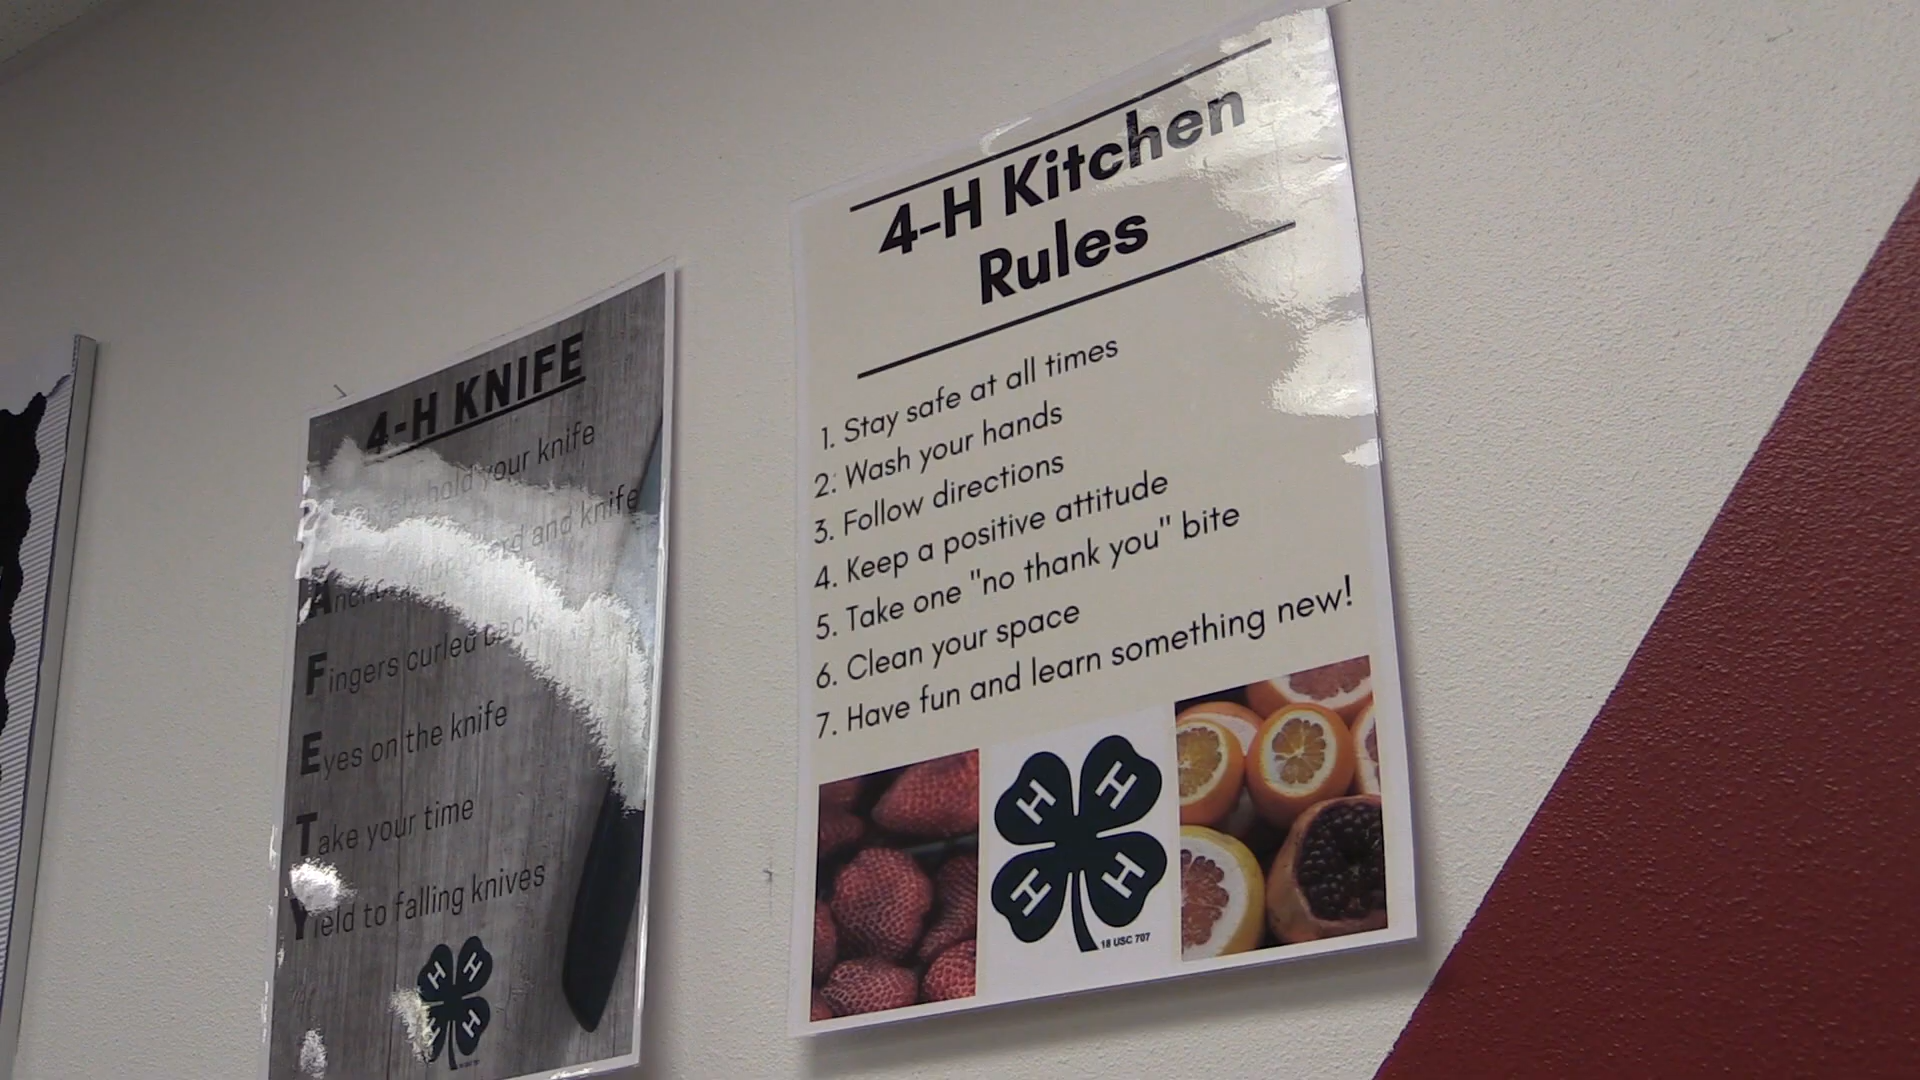 4-H KNIFE
hold your knife
and knife
Fingers curled back
Eyes on the knife
Take your time
Yield to falling knives
H H H
4-H Kitchen
Rules
1. Stay safe at all times
2. Wash your hands
3. Follow directions
4. Keep a positive attitude
5. Take one "no thank you" bite
6. Clean your space
7. Have fun and learn something new!
H H
H H
18 USC 707